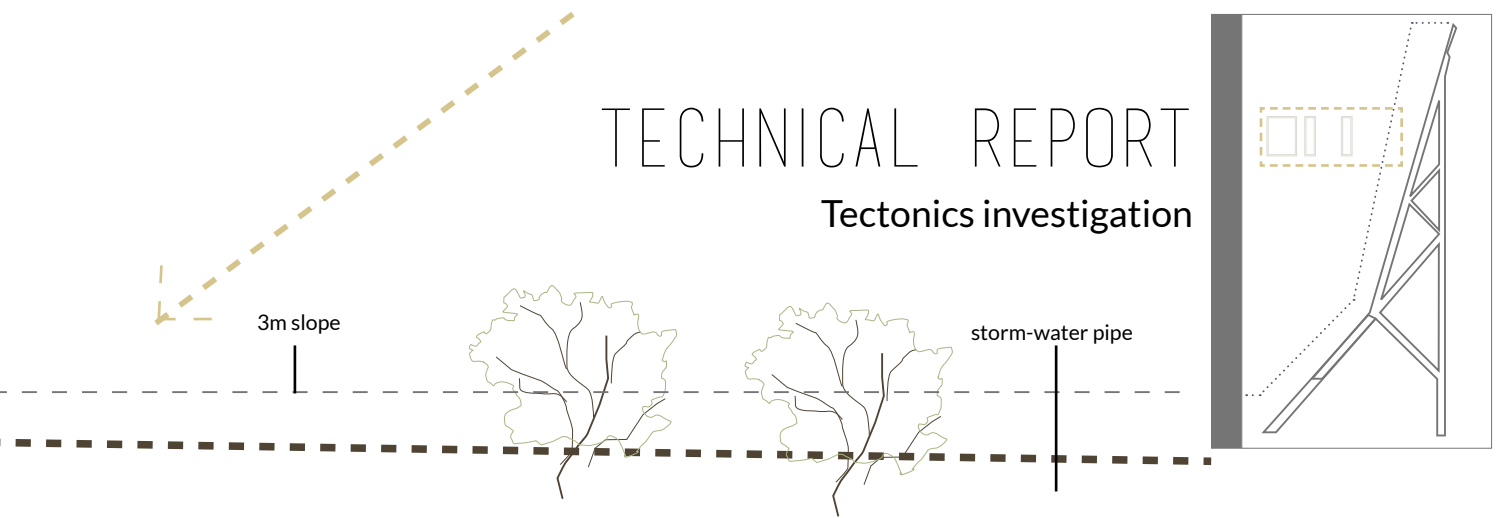 TECHNICAL REPORT
Tectonics investigation
3m slope
storm-water pipe